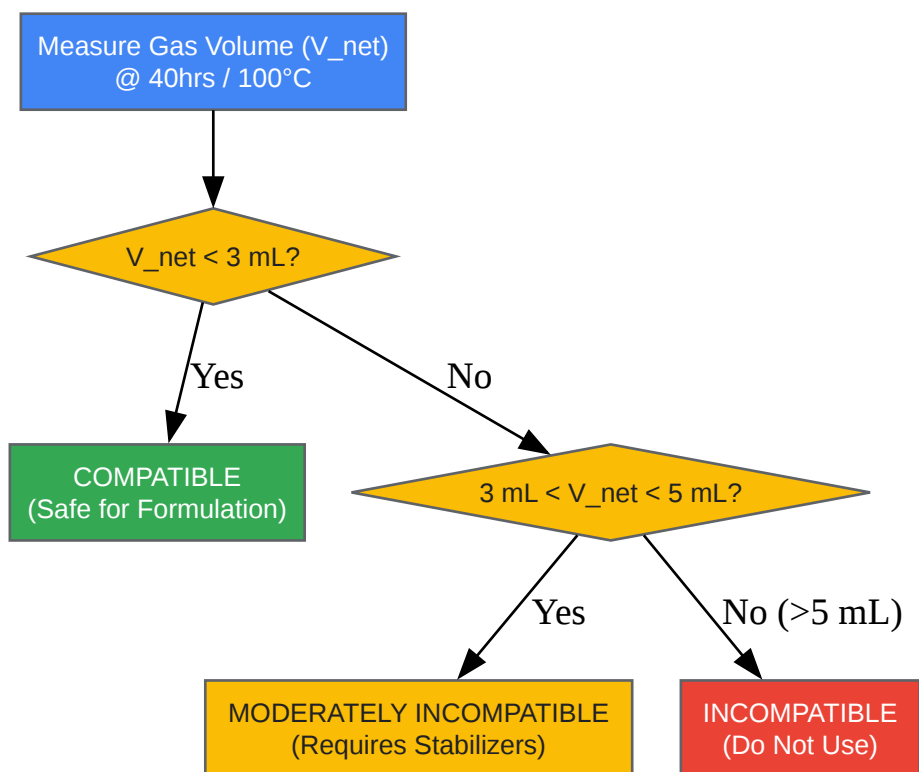 Measure Gas Volume (V_net)
@ 40hrs / 100°C
V_net < 3 mL?
Yes
No
COMPATIBLE
(Safe for Formulation)
3 mL < V_net < 5 mL?
Yes
No (>5 mL)
MODERATELY INCOMPATIBLE
(Requires Stabilizers)
INCOMPATIBLE
(Do Not Use)